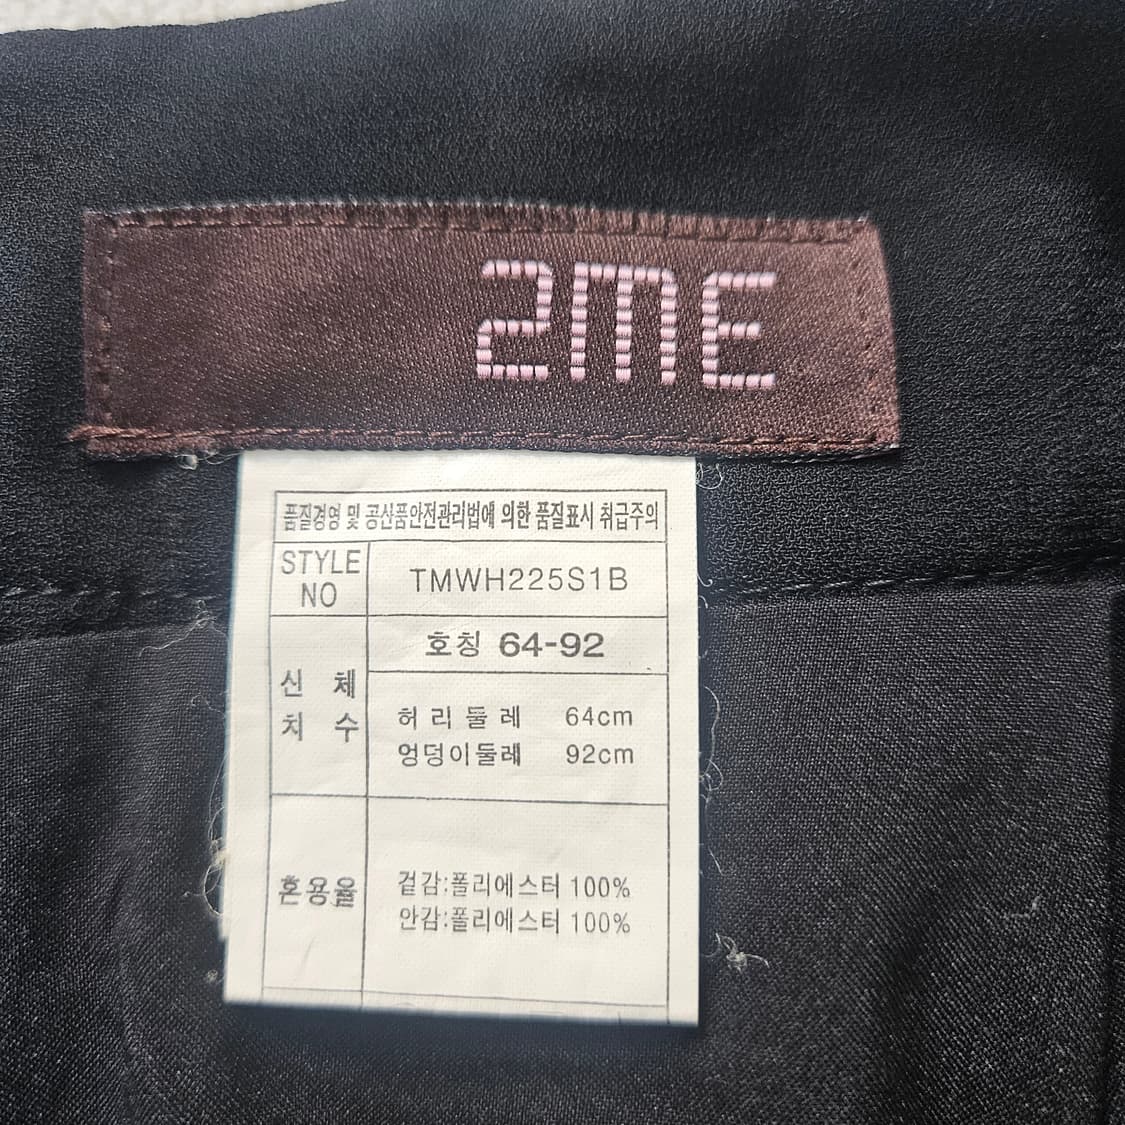 2ME
품질경영 및 공산품안전관리법에 의한 품질표시 취급주의
STYLE NO
TMWH225S1B
신체 치수
호칭 64-92
허리둘레 64cm
엉덩이둘레 92cm
혼용율
겉감:폴리에스터 100%
안감:폴리에스터 100%